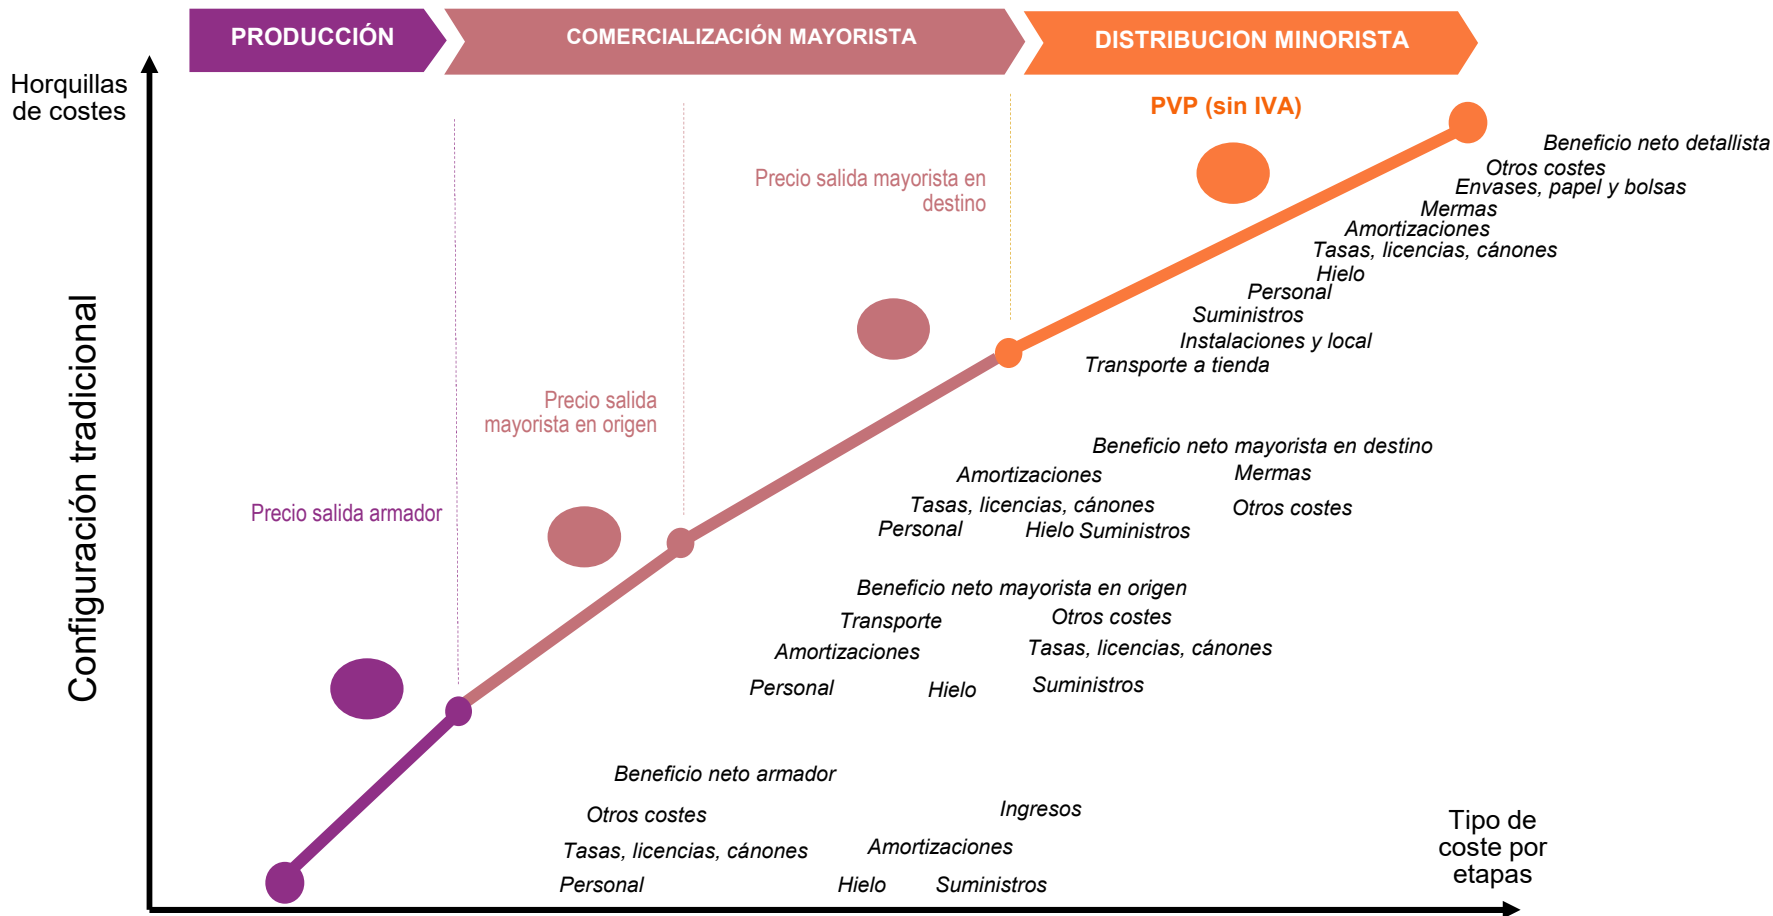 PRODUCCIÓN
COMERCIALIZACIÓN MAYORISTA
DISTRIBUCION MINORISTA
Horquillas
de costes
PVP (sin IVA)
Beneficio neto detallista
Otros costes
Envases, papel y bolsas
Mermas
Amortizaciones
Tasas, licencias, cánones
Hielo
Personal
Suministros
Instalaciones y local
Transporte a tienda
Precio salida mayorista en
destino
Precio salida
mayorista en origen
Precio salida armador
Configuración tradicional
Beneficio neto mayorista en destino
Amortizaciones
Mermas
Tasas, licencias, cánones
Otros costes
Personal
Hielo
Suministros
Beneficio neto mayorista en origen
Transporte
Otros costes
Amortizaciones
Tasas, licencias, cánones
Personal
Hielo
Suministros
Beneficio neto armador
Otros costes
Ingresos
Tasas, licencias, cánones
Amortizaciones
Personal
Hielo
Suministros
Tipo de
coste por
etapas